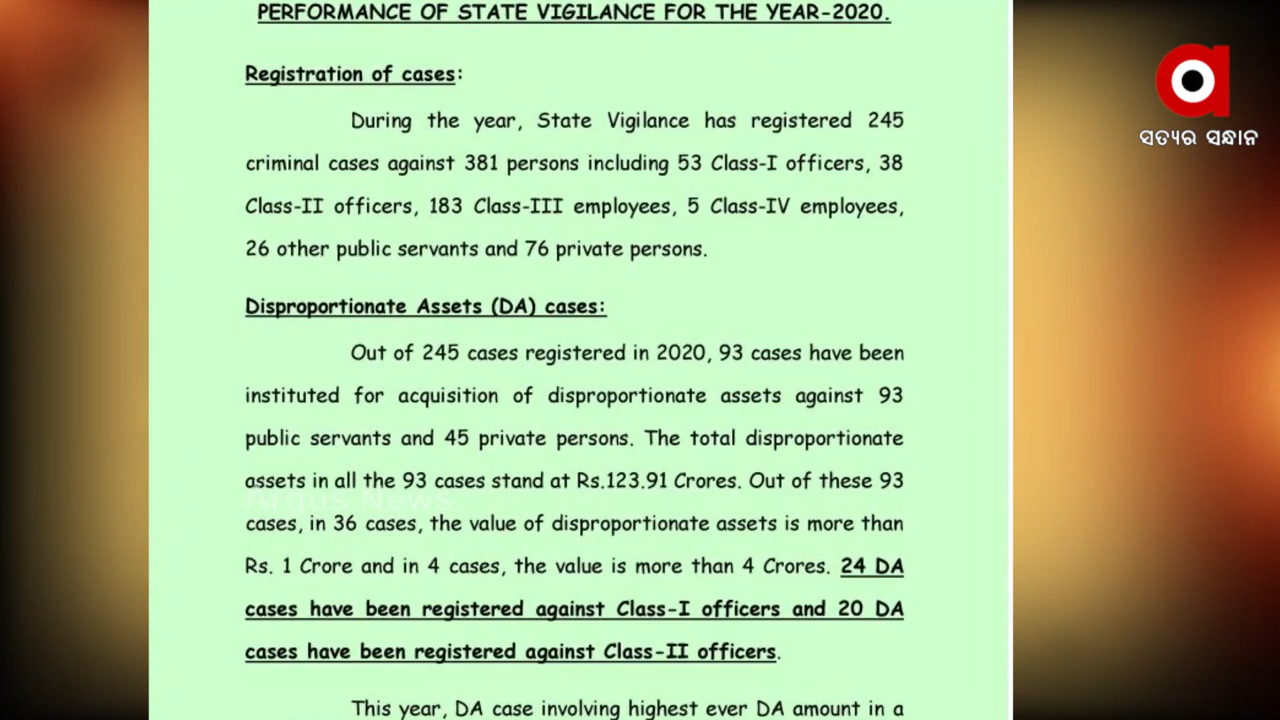 PERFORMANCE OF STATE VIGILANCE FOR THE YEAR-2020.
ସତ୍ୟର ସନ୍ଧାନ
Registration of cases:
During the year, State Vigilance has registered 245
criminal cases against 381 persons including 53 Class-I officers, 38
Class-II officers, 183 Class-III employees, 5 Class-IV employees,
26 other public servants and 76 private persons.
Disproportionate Assets (DA) cases:
Out of 245 cases registered in 2020, 93 cases have been
instituted for acquisition of disproportionate assets against 93
public servants and 45 private persons. The total disproportionate
assets in all the 93 cases stand at Rs.123.91 Crores. Out of these 93
Argus News
cases, in 36 cases, the value of disproportionate assets is more than
Rs. 1 Crore and in 4 cases, the value is more than 4 Crores. 24 DA
cases have been registered against Class-I officers and 20 DA
cases have been registered against Class-II officers.
This year, DA case involving highest ever DA amount in a